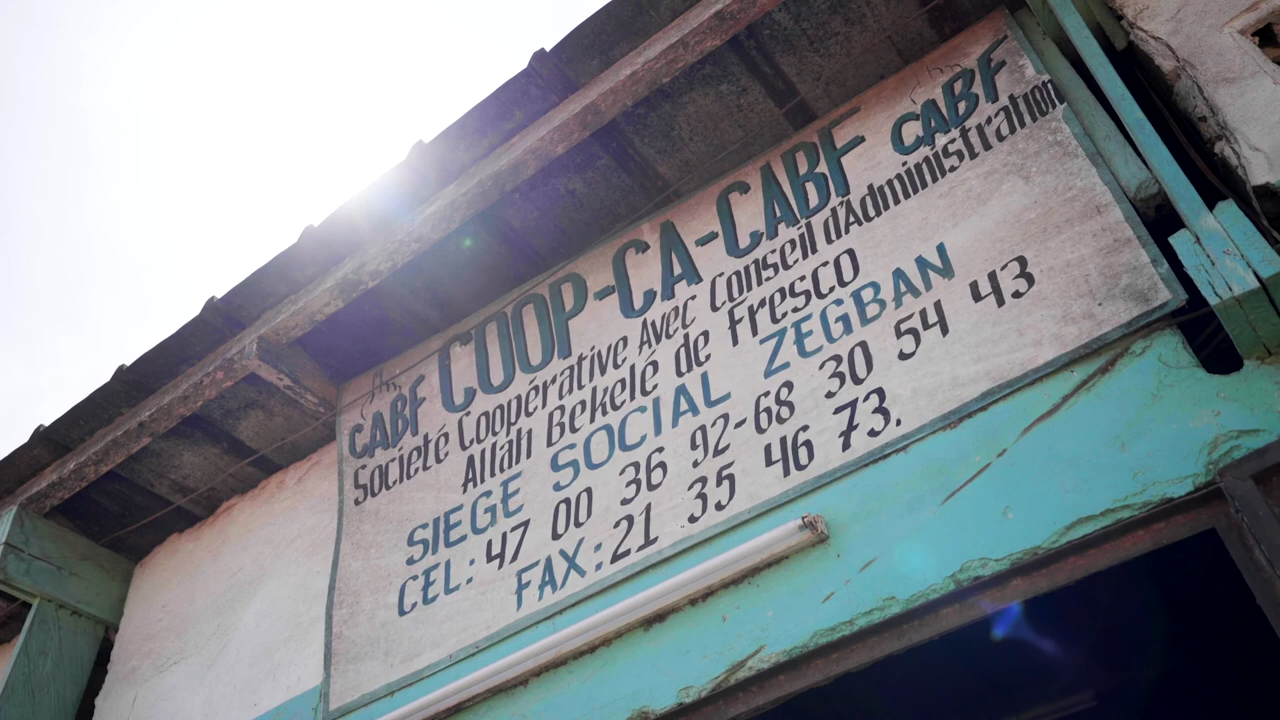 CABF COOP-CA-CABF CABF
Societé Coopérative Avec Conseil d'Administration
Allah Bekelé de Fresco
SIEGE SOCIAL ZEGBAN
CEL: 47 00 36 92-68 30 54 43
FAX: 21 35 46 73.